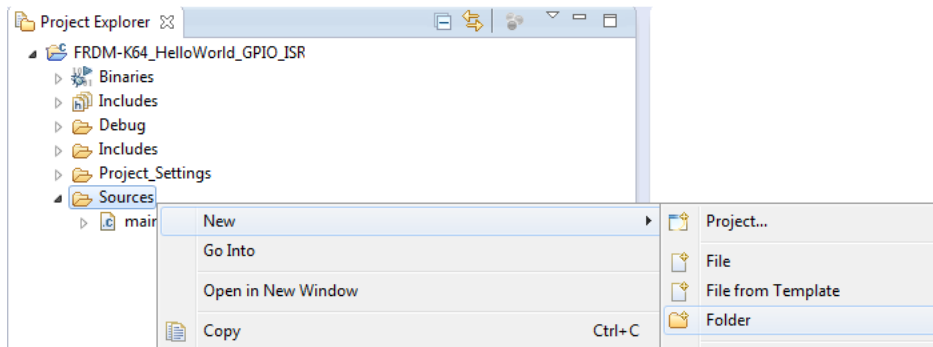 Project Explorer
FRDM-K64_HelloWorld_GPIO_ISR
Binaries
Includes
Debug
Includes
Project_Settings
Sources
main
New
Go Into
Open in New Window
Copy Ctrl+C
Project...
File
File from Template
Folder